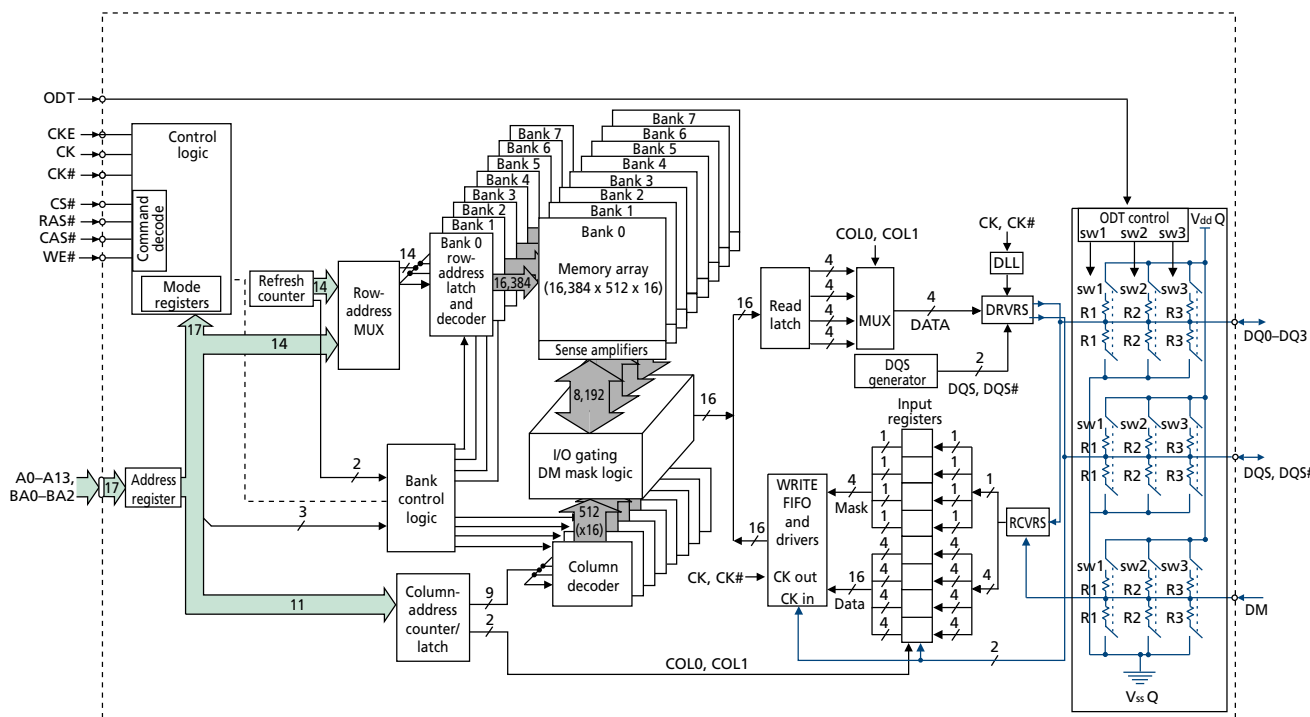 ODT
CKE
CK
CK#
CS#
RAS#
CAS#
WE#
Control
logic
Command
decode
Mode
registers
17
Refresh
counter
14
14
Row-
address
MUX
14
Bank 7
Bank 6
Bank 5
Bank 4
Bank 3
Bank 2
Bank 1
Bank 0
row-
address
latch
and
decoder
16,384
Bank 7
Bank 6
Bank 5
Bank 4
Bank 3
Bank 2
Bank 1
Bank 0
Memory array
(16,384 x 512 x 16)
Sense amplifiers
8,192
I/O gating
DM mask logic
16
512
(x16)
Column
decoder
A0–A13,
BA0–BA2
17
Address
register
2
3
Bank
control
logic
11
Column-
address
counter/
latch
9
2
COL0, COL1
16
Read
latch
4
4
4
4
COL0, COL1
MUX
4
DATA
CK, CK#
DLL
DRVRS
DQS
generator
2
DQS, DQS#
Input
registers
16
WRITE
FIFO
and
drivers
CK out
CK in
CK, CK#
4
Mask
16
Data
1
1
1
1
4
4
4
4
1
1
1
1
4
4
4
4
1
4
RCVRS
2
ODT control
sw1
sw2
sw3
Vdd Q
sw1
sw2
sw3
R1
R2
R3
R1
R2
R3
DQ0–DQ3
sw1
sw2
sw3
R1
R2
R3
R1
R2
R3
DQS, DQS#
sw1
sw2
sw3
R1
R2
R3
R1
R2
R3
DM
Vss Q